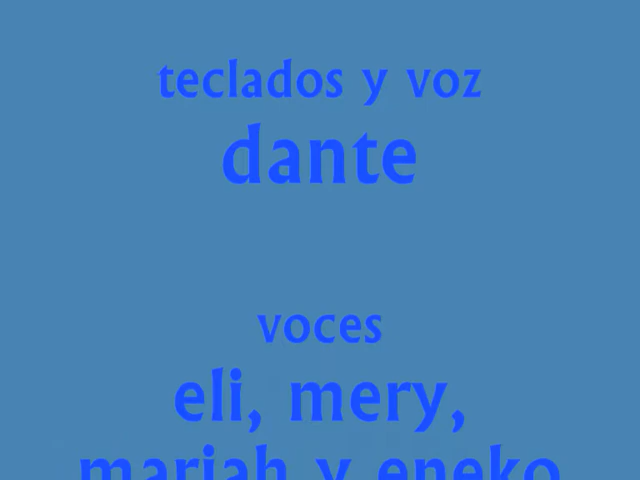 teclados y voz
dante
voces
eli, mery,
mariah y eneko